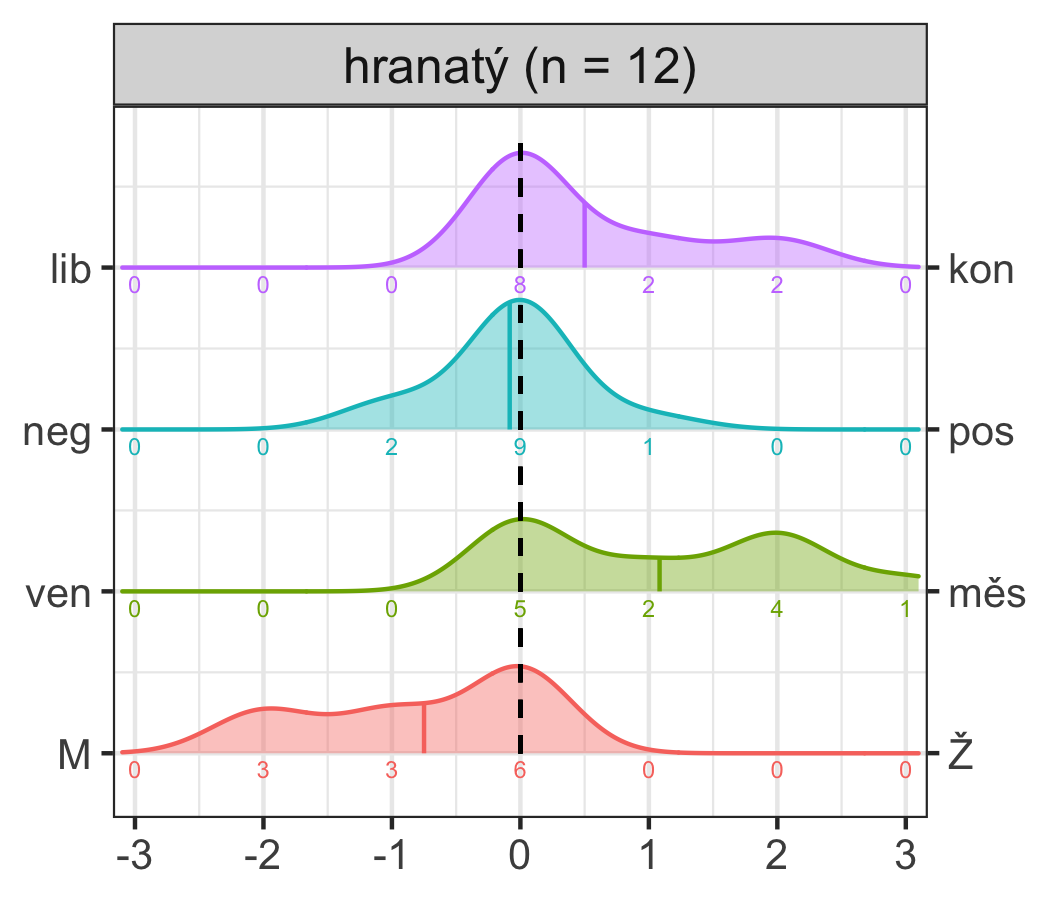 hranatý (n = 12)
lib kon
0 0 0 8 2 2 0
neg pos
0 0 2 9 1 0 0
ven měs
0 0 0 5 2 4 1
M Ž
0 3 3 6 0 0 0
-3 -2 -1 0 1 2 3